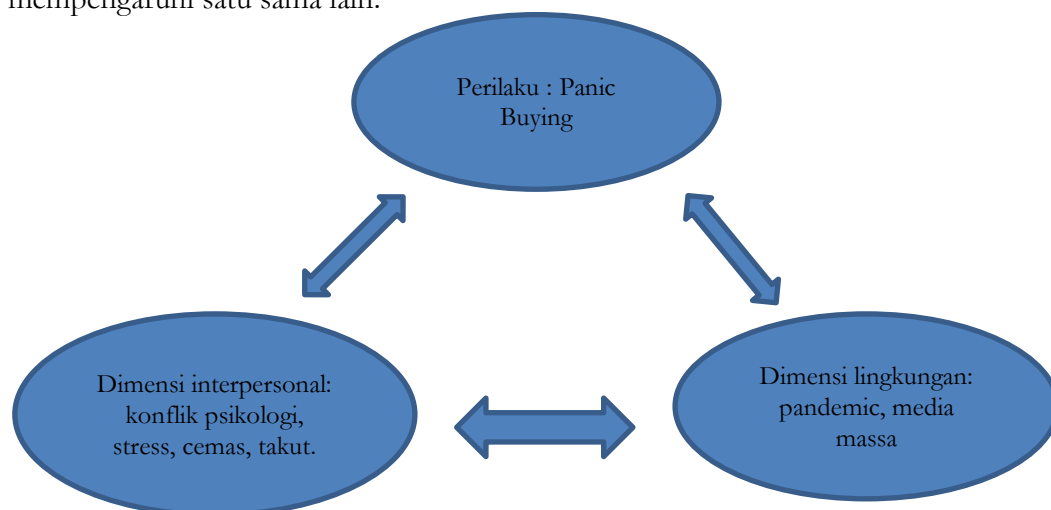 mempengaruhi satu sama lain.
Perilaku : Panic
Buying
Dimensi interpersonal:
konflik psikologi,
stress, cemas, takut.
Dimensi lingkungan:
pandemic, media
massa